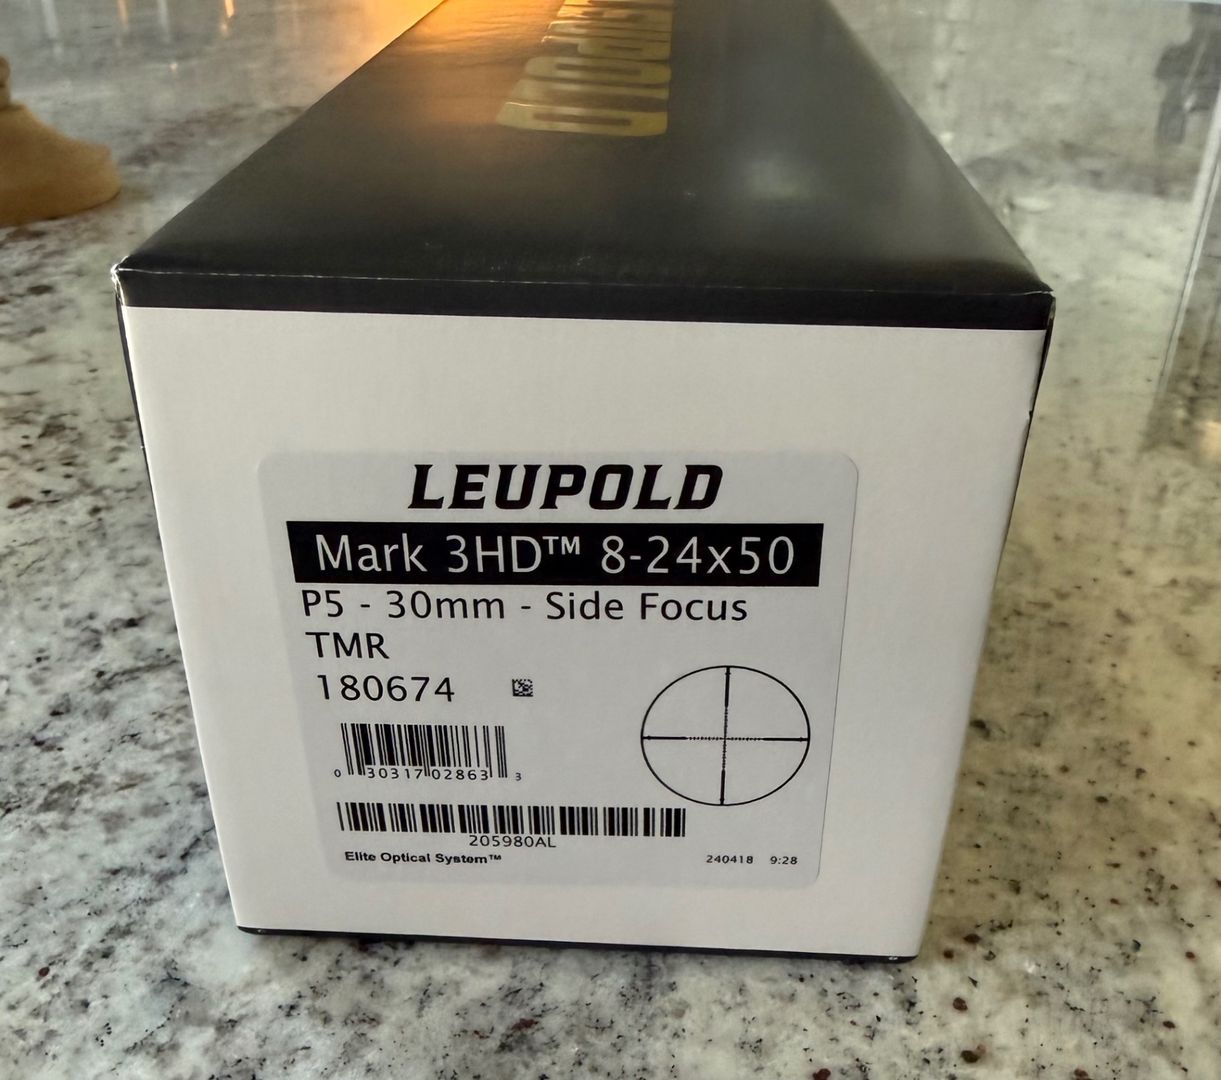 LEUPOLD
LEUPOLD
Mark 3HD™ 8-24x50
P5 - 30mm - Side Focus
TMR
180674
0 30317 02863 3
205980AL
Elite Optical System™
240418 9:28